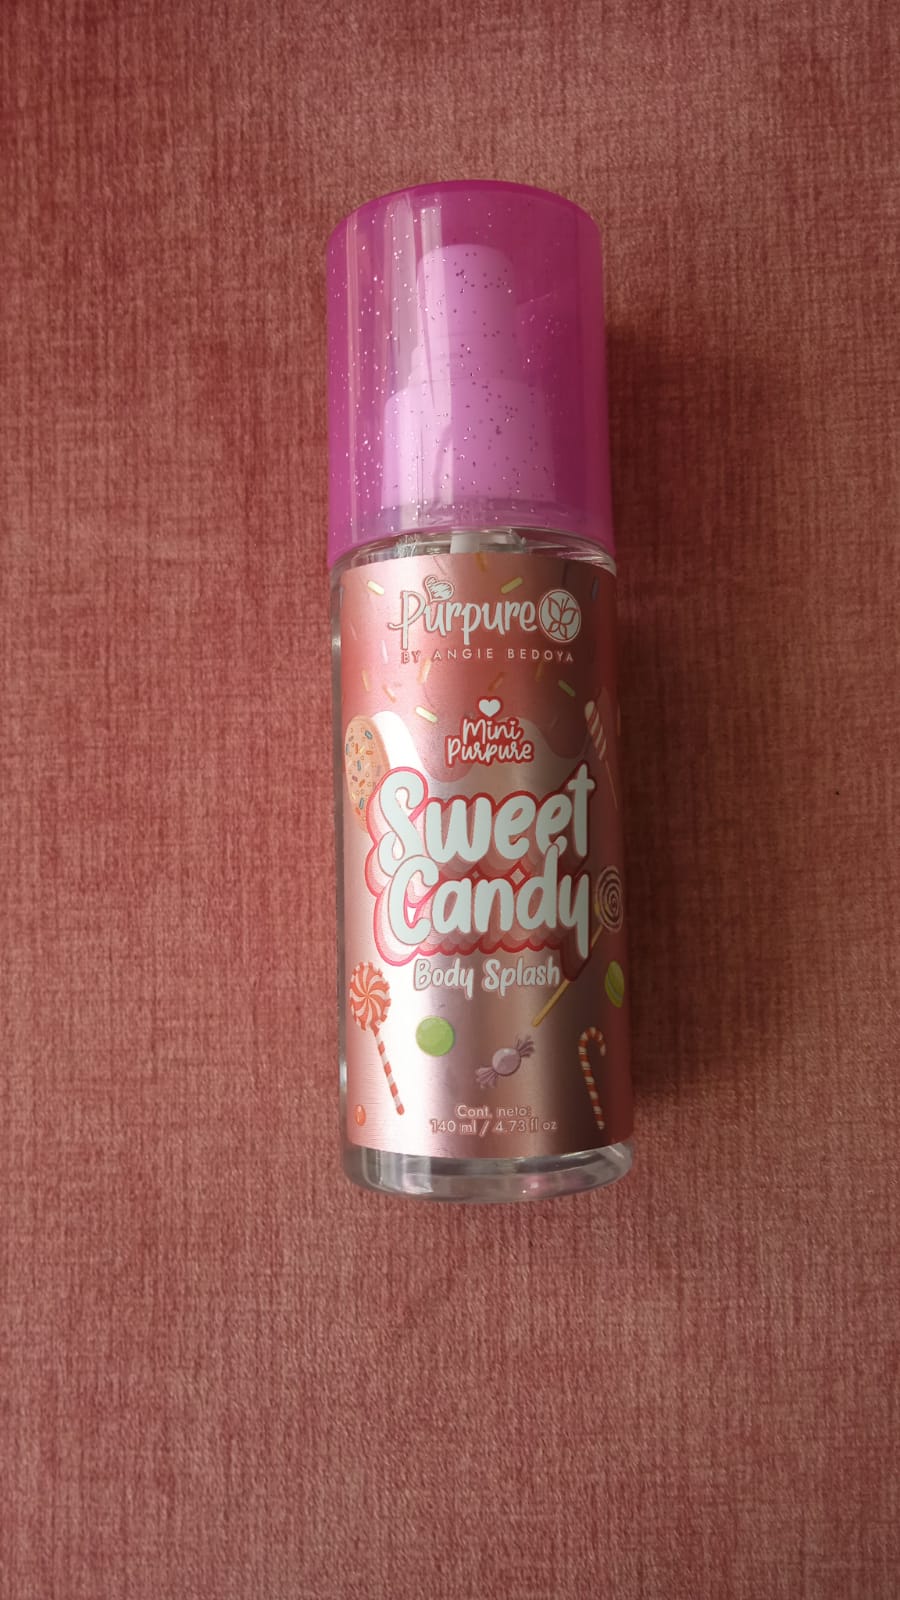 Purpure
BY ANGIE BEDOYA
Mini
Purpure
Sweet
Candy
Body Splash
Cont. neto:
140 ml / 4.73 fl oz